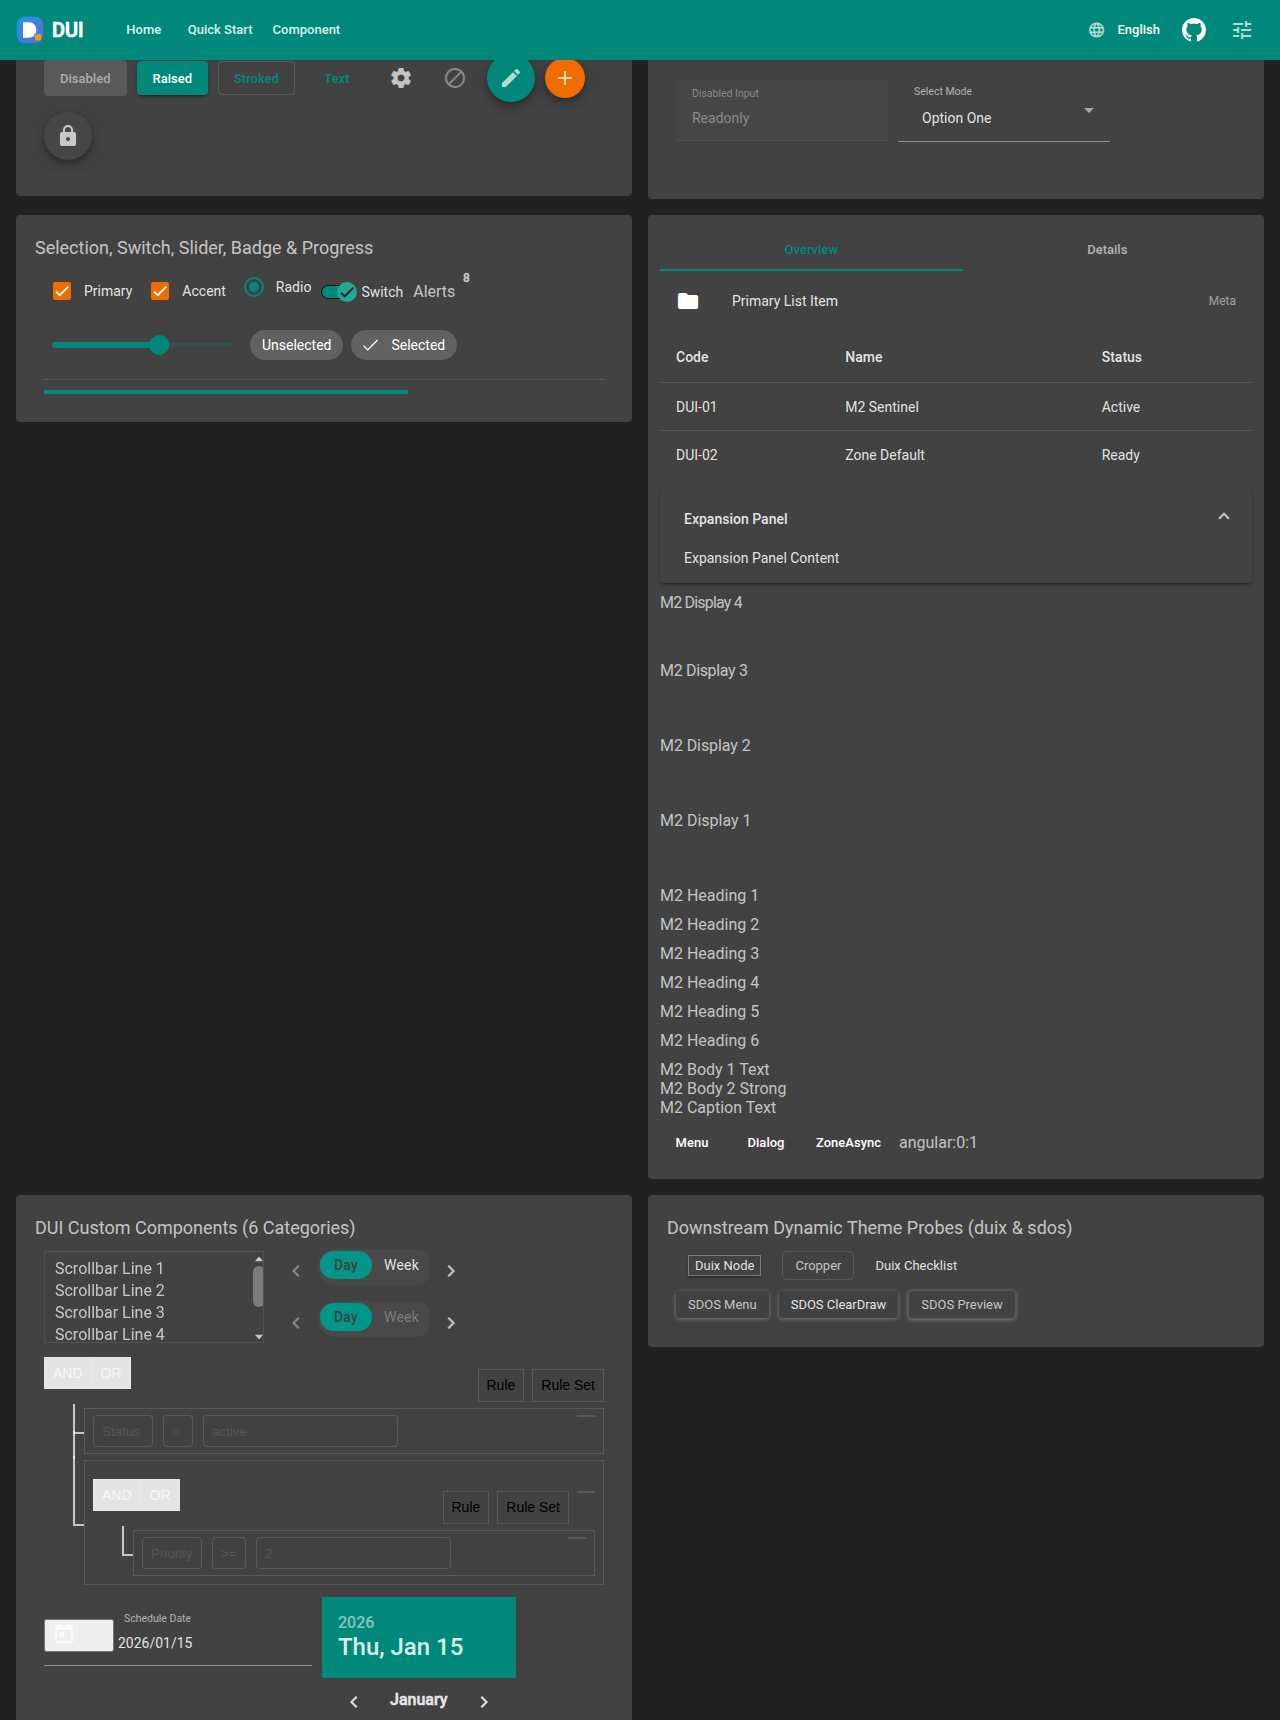 DUI
Home
Quick Start
Component
English
Disabled
Raised
Stroked
Text
Disabled Input
Readonly
Select Mode
Option One
Selection, Switch, Slider, Badge & Progress
Primary
Accent
Radio
Switch
Alerts
8
Unselected
Selected
Overview
Details
Primary List Item
Meta
Code
Name
Status
DUI-01
M2 Sentinel
Active
DUI-02
Zone Default
Ready
Expansion Panel
Expansion Panel Content
M2 Display 4
M2 Display 3
M2 Display 2
M2 Display 1
M2 Heading 1
M2 Heading 2
M2 Heading 3
M2 Heading 4
M2 Heading 5
M2 Heading 6
M2 Body 1 Text
M2 Body 2 Strong
M2 Caption Text
Menu
Dialog
ZoneAsync
angular:0:1
DUI Custom Components (6 Categories)
Scrollbar Line 1
Scrollbar Line 2
Scrollbar Line 3
Scrollbar Line 4
Day
Week
Day
Week
AND
OR
Rule
Rule Set
Status
=
active
AND
OR
Rule
Rule Set
Priority
>=
2
Schedule Date
2026/01/15
2026
Thu, Jan 15
January
Downstream Dynamic Theme Probes (duix & sdos)
Duix Node
Cropper
Duix Checklist
SDOS Menu
SDOS ClearDraw
SDOS Preview